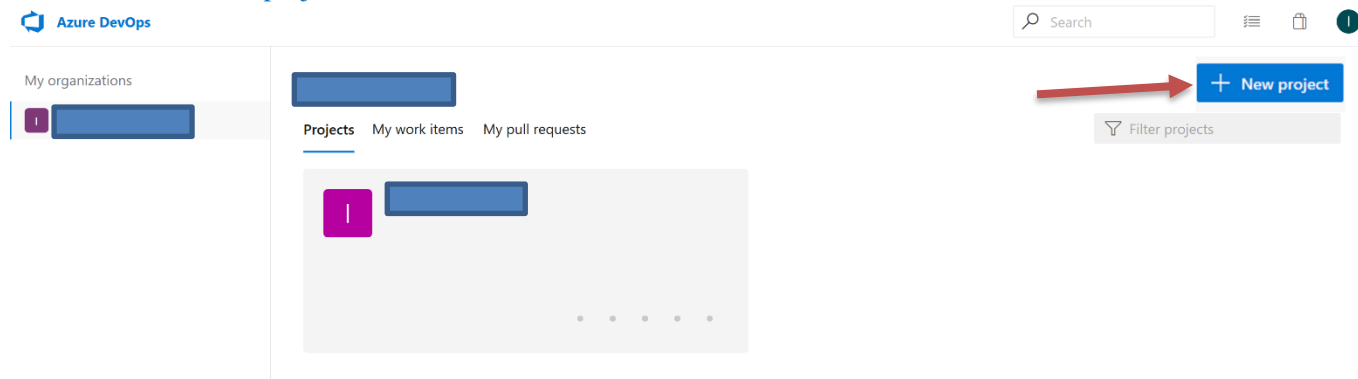 Azure DevOps
Search
I
My organizations
+ New project
I
Projects My work items My pull requests
Filter projects
I